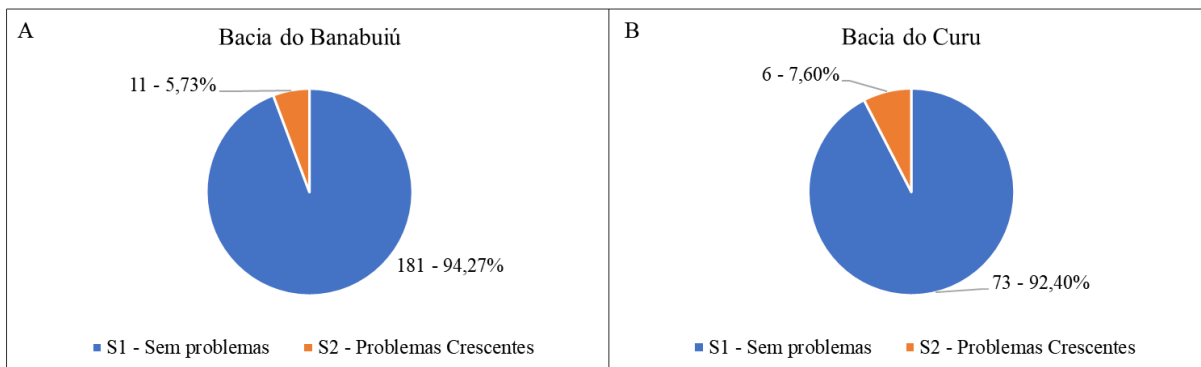 A
Bacia do Banabuiú
11 - 5,73%
181 - 94,27%
S1 - Sem problemas
S2 - Problemas Crescentes
B
Bacia do Curu
6 - 7,60%
73 - 92,40%
S1 - Sem problemas
S2 - Problemas Crescentes